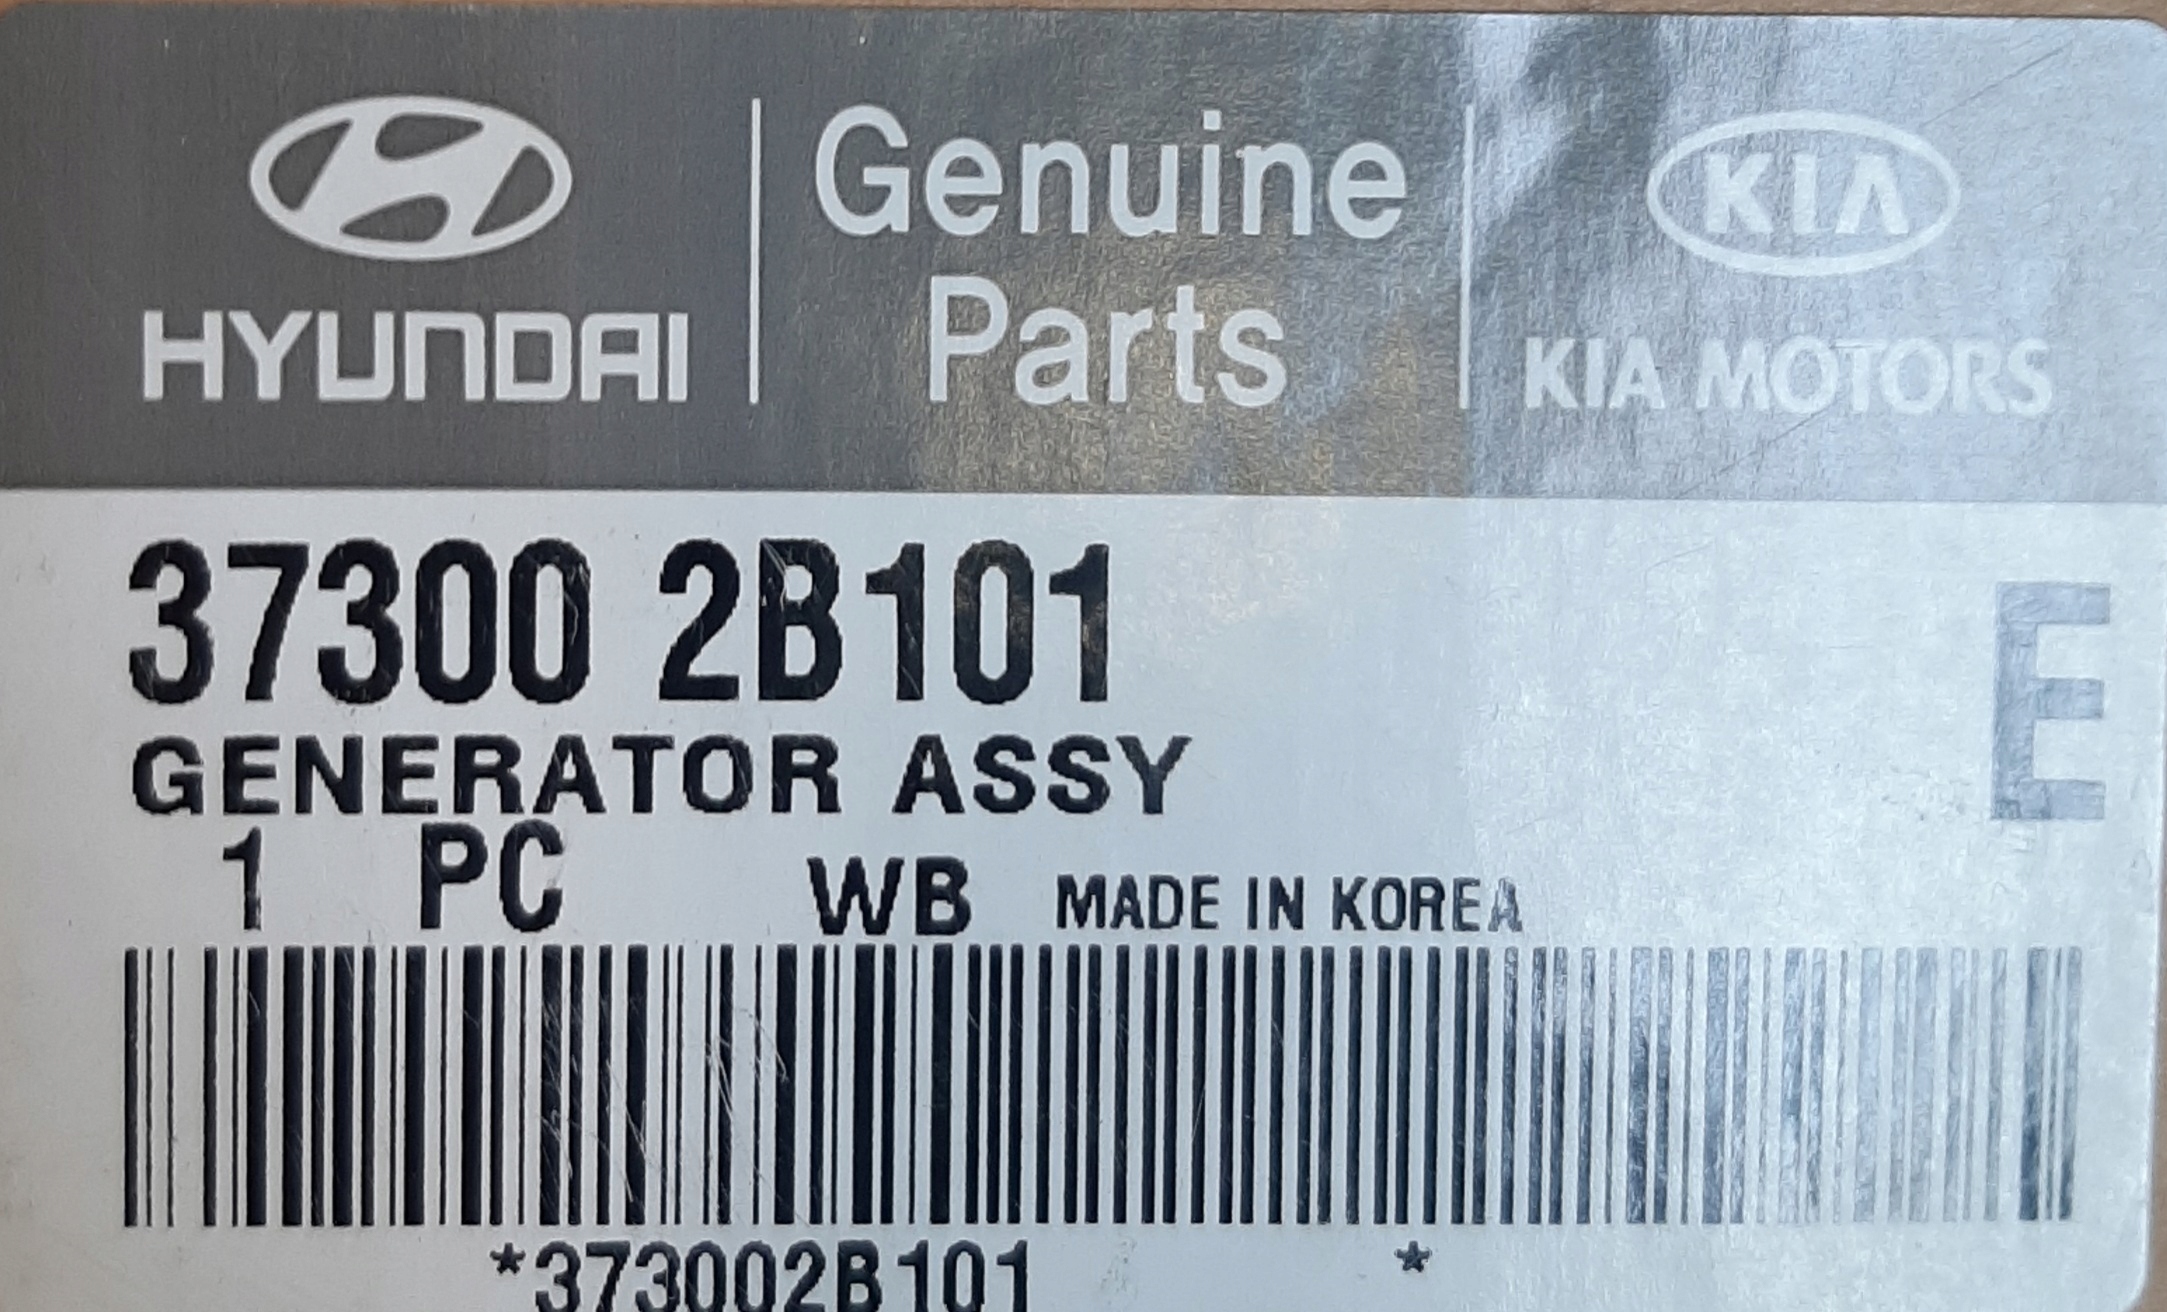 HYUNDAI
Genuine
Parts
KIA
KIA MOTORS
37300 2B101
E
GENERATOR ASSY
1 PC WB MADE IN KOREA
*373002B101 *